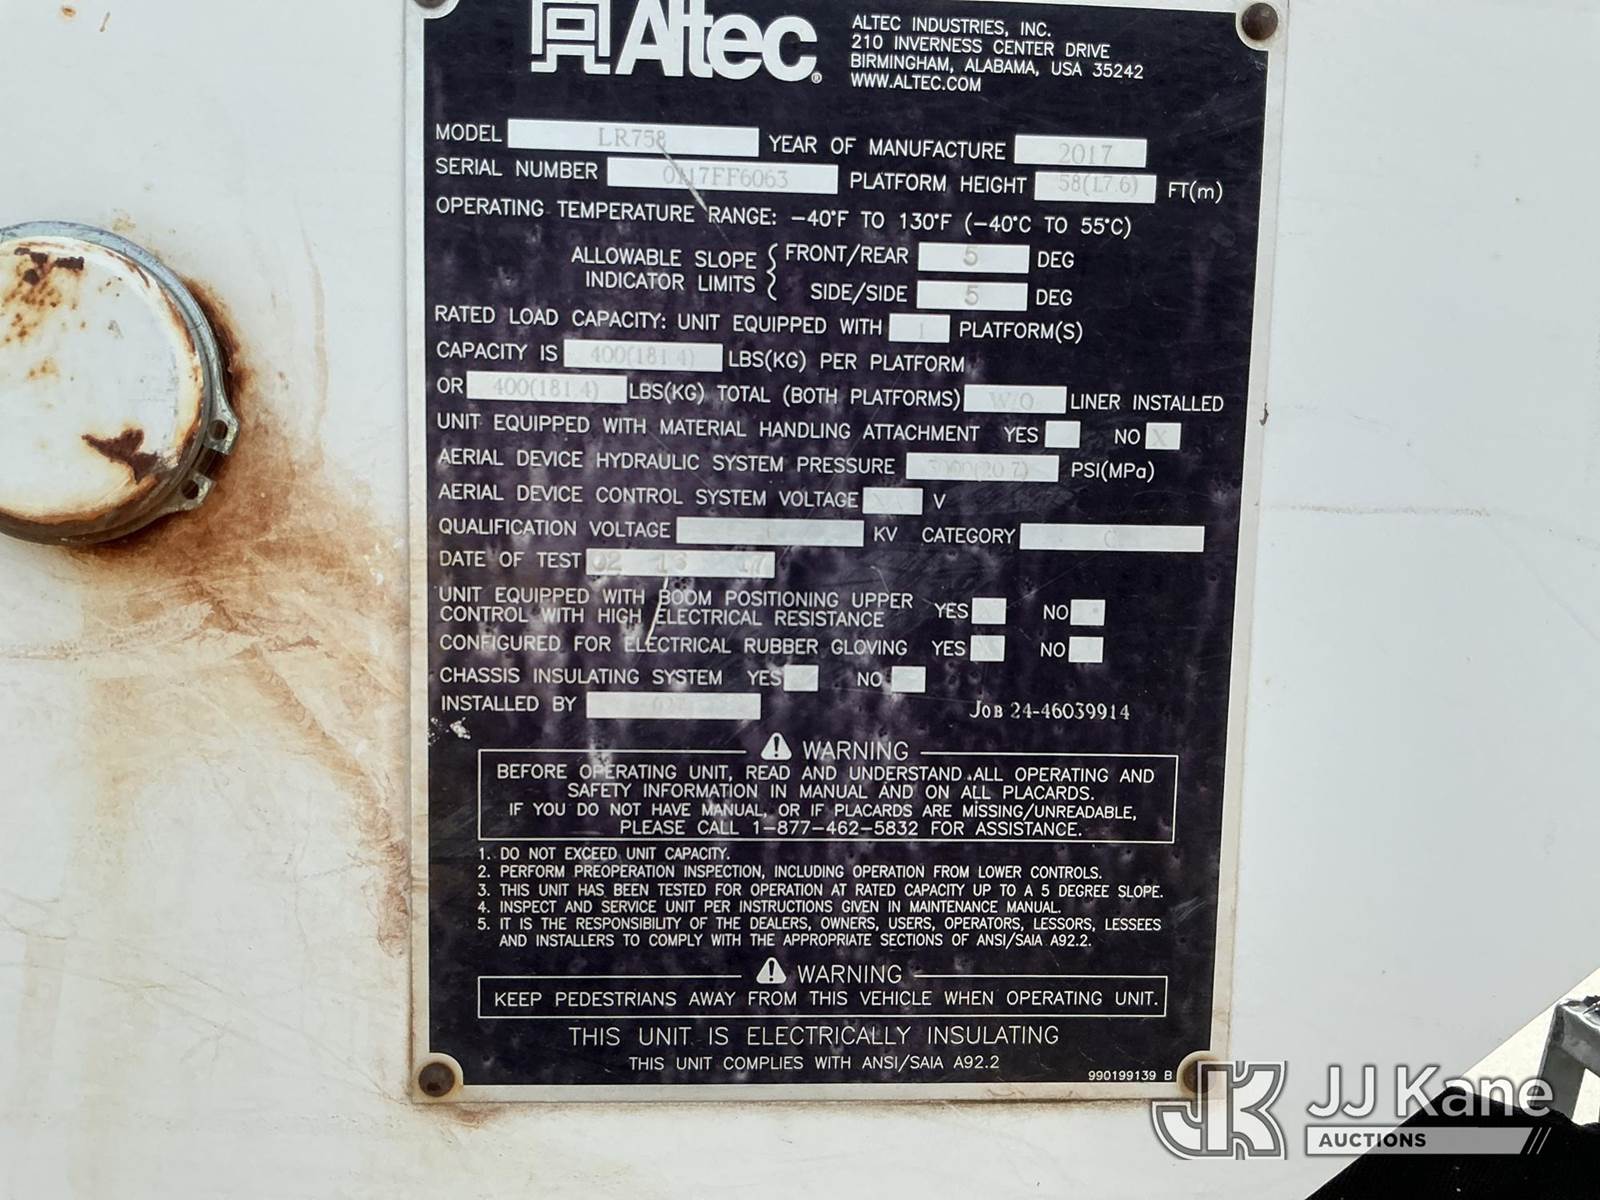 Altec®
ALTEC INDUSTRIES, INC.
210 INVERNESS CENTER DRIVE
BIRMINGHAM, ALABAMA, USA 35242
WWW.ALTEC.COM
MODEL LR758 YEAR OF MANUFACTURE 2017
SERIAL NUMBER 0117FF6063 PLATFORM HEIGHT 58(17.6) FT(m)
OPERATING TEMPERATURE RANGE: -40°F TO 130°F (-40°C TO 55°C)
ALLOWABLE SLOPE INDICATOR LIMITS { FRONT/REAR 5 DEG
SIDE/SIDE 5 DEG
RATED LOAD CAPACITY: UNIT EQUIPPED WITH 1 PLATFORM(S)
CAPACITY IS 400(181.4) LBS(KG) PER PLATFORM
OR 400(181.4) LBS(KG) TOTAL (BOTH PLATFORMS) W/O LINER INSTALLED
UNIT EQUIPPED WITH MATERIAL HANDLING ATTACHMENT YES NO X
AERIAL DEVICE HYDRAULIC SYSTEM PRESSURE 3000(20.7) PSI(MPa)
AERIAL DEVICE CONTROL SYSTEM VOLTAGE V
QUALIFICATION VOLTAGE KV CATEGORY C
DATE OF TEST 02 17
UNIT EQUIPPED WITH BOOM POSITIONING UPPER
CONTROL WITH HIGH ELECTRICAL RESISTANCE YES NO
CONFIGURED FOR ELECTRICAL RUBBER GLOVING YES NO
CHASSIS INSULATING SYSTEM YES NO
INSTALLED BY
JOB 24-46039914
⚠ WARNING
BEFORE OPERATING UNIT, READ AND UNDERSTAND ALL OPERATING AND
SAFETY INFORMATION IN MANUAL AND ON ALL PLACARDS.
IF YOU DO NOT HAVE MANUAL, OR IF PLACARDS ARE MISSING/UNREADABLE,
PLEASE CALL 1-877-462-5832 FOR ASSISTANCE.
1. DO NOT EXCEED UNIT CAPACITY.
2. PERFORM PREOPERATION INSPECTION, INCLUDING OPERATION FROM LOWER CONTROLS.
3. THIS UNIT HAS BEEN TESTED FOR OPERATION AT RATED CAPACITY UP TO A 5 DEGREE SLOPE.
4. INSPECT AND SERVICE UNIT PER INSTRUCTIONS GIVEN IN MAINTENANCE MANUAL.
5. IT IS THE RESPONSIBILITY OF THE DEALERS, OWNERS, USERS, OPERATORS, LESSORS, LESSEES
AND INSTALLERS TO COMPLY WITH THE APPROPRIATE SECTIONS OF ANSI/SAIA A92.2.
⚠ WARNING
KEEP PEDESTRIANS AWAY FROM THIS VEHICLE WHEN OPERATING UNIT.
THIS UNIT IS ELECTRICALLY INSULATING
THIS UNIT COMPLIES WITH ANSI/SAIA A92.2
990199139 B
JK JJ Kane
AUCTIONS